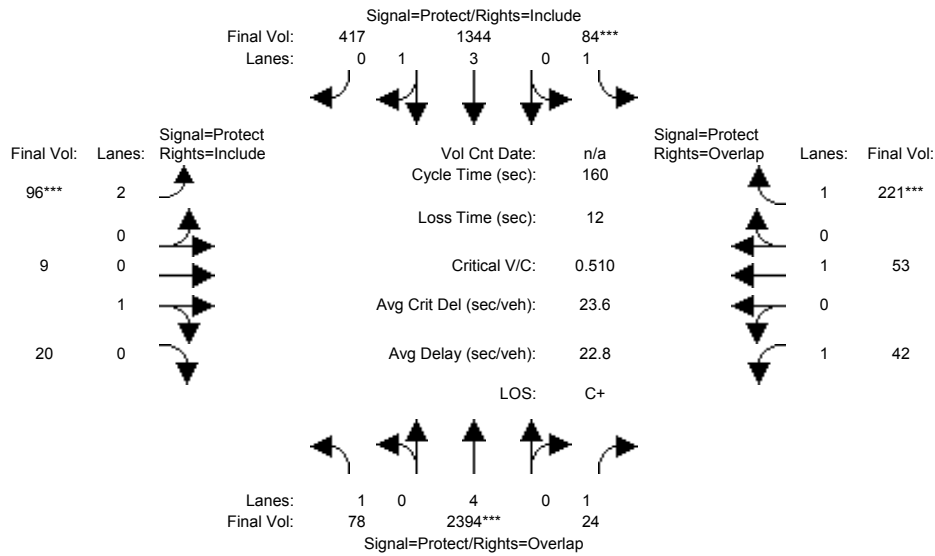 Signal=Protect/Rights=Include
Final Vol: 417 1344 84***
Lanes: 0 1 3 0 1
Signal=Protect Signal=Protect
Final Vol: Lanes: Rights=Include Vol Cnt Date: n/a Rights=Overlap Lanes: Final Vol:
Cycle Time (sec): 160
96*** 2 1 221***
Loss Time (sec): 12
0 0
9 0 Critical V/C: 0.510 1 53
1 Avg Crit Del (sec/veh): 23.6 0
20 0 Avg Delay (sec/veh): 22.8 1 42
LOS: C+
Lanes: 1 0 4 0 1
Final Vol: 78 2394*** 24
Signal=Protect/Rights=Overlap